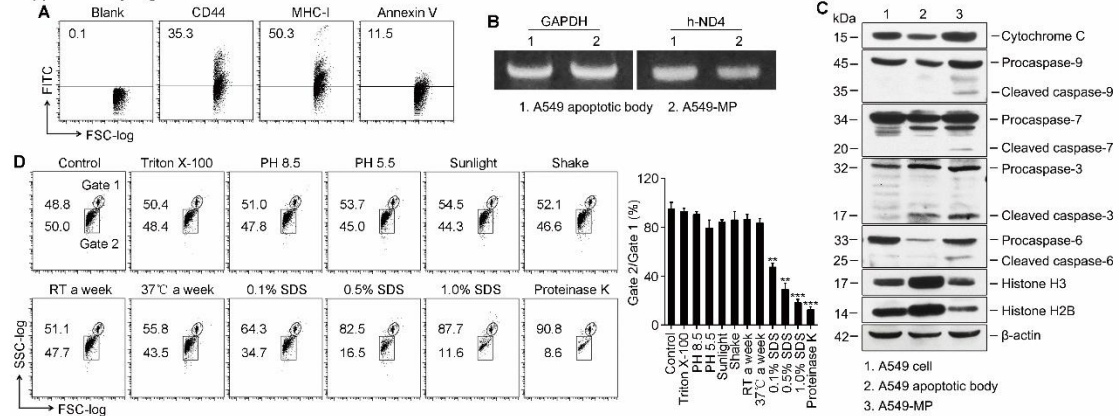 A
Blank
CD44
MHC-I
Annexin V
0.1
35.3
50.3
11.5
FITC
FSC-log
B
GAPDH
h-ND4
1 2 1 2
1. A549 apoptotic body 2. A549-MP
C
kDa 1 2 3
15 Cytochrome C
45 Procaspase-9
35 Cleaved caspase-9
34 Procaspase-7
20 Cleaved caspase-7
32 Procaspase-3
17 Cleaved caspase-3
33 Procaspase-6
25 Cleaved caspase-6
17 Histone H3
14 Histone H2B
42 β-actin
1. A549 cell
2. A549 apoptotic body
3. A549-MP
D
Control Triton X-100 PH 8.5 PH 5.5 Sunlight Shake
Gate 1
48.8 50.4 51.0 53.7 54.5 52.1
50.0 48.4 47.8 45.0 44.3 46.6
Gate 2
RT a week 37℃ a week 0.1% SDS 0.5% SDS 1.0% SDS Proteinase K
51.1 55.8 64.3 82.5 87.7 90.8
47.7 43.5 34.7 16.5 11.6 8.6
SSC-log
FSC-log
Gate 2/Gate 1 (%)
120
80
40
0
** ** *** ***
Control
Triton X-100
PH 8.5
PH 5.5
Sunlight
Shake
RT a week
37℃ a week
0.1% SDS
0.5% SDS
1.0% SDS
Proteinase K